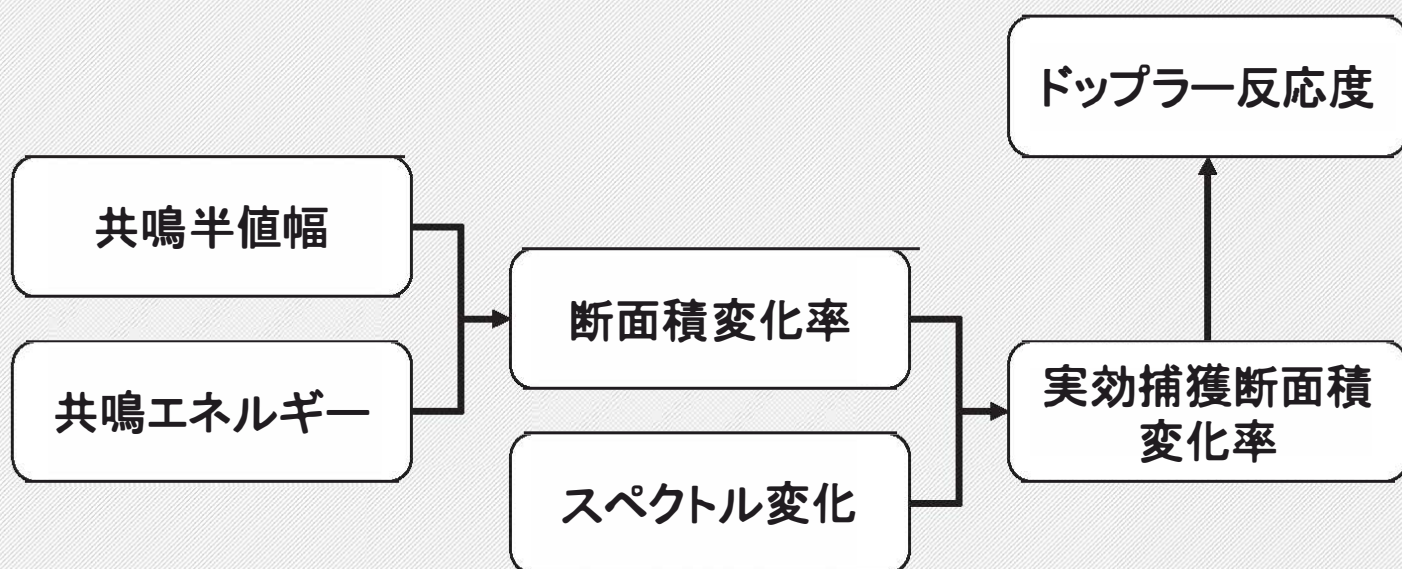 ドップラー反応度
共鳴半値幅
断面積変化率
共鳴エネルギー
実効捕獲断面積
変化率
スペクトル変化